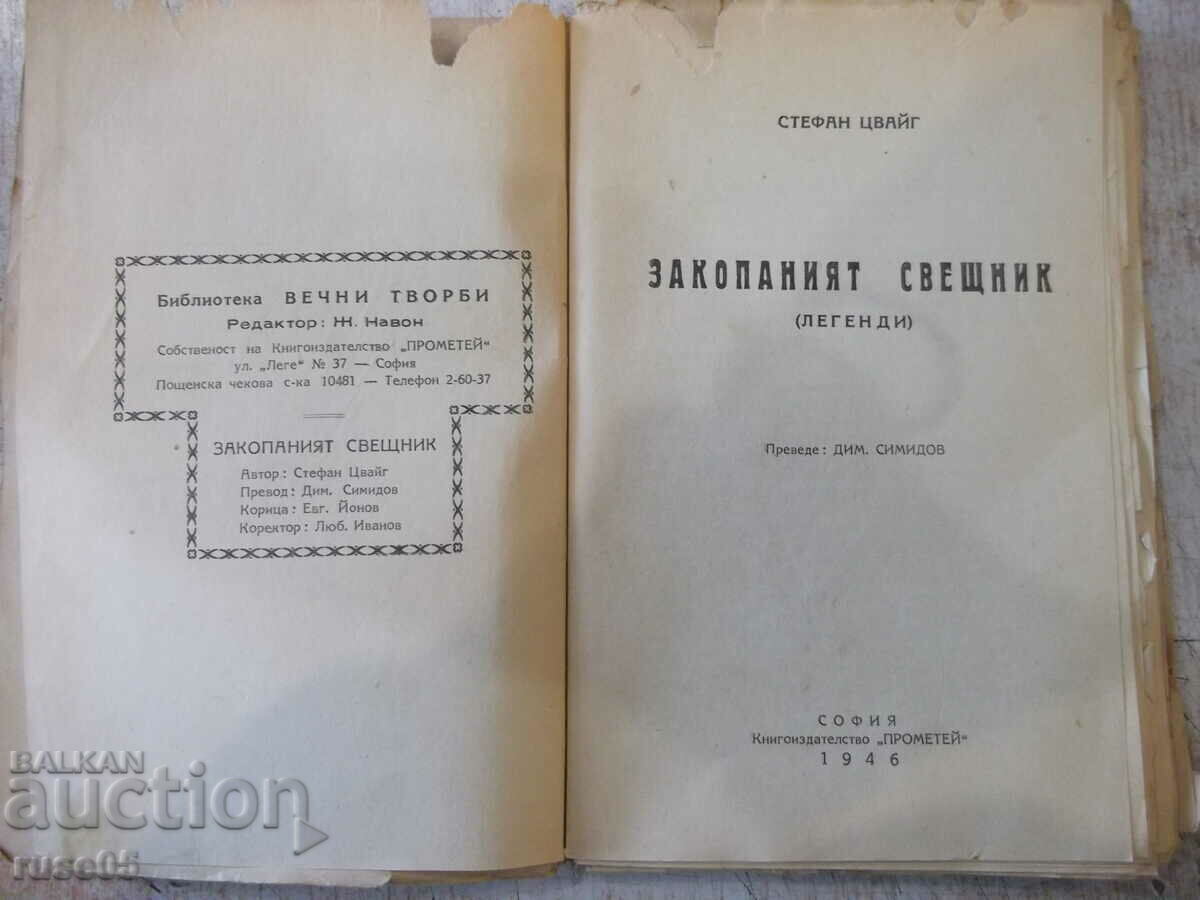 Библиотека ВЕЧНИ ТВОРБИ
Редактор: Ж. Навон
Собственост на Книгоиздателство „ПРОМЕТЕЙ“
ул. „Леге“ № 37 — София
Пощенска чекова с-ка 10481 — Телефон 2-60-37
ЗАКОПАНИЯТ СВЕЩНИК
Автор: Стефан Цвайг
Превод: Дим. Симидов
Корица: Евг. Йонов
Коректор: Люб. Иванов
СТЕФАН ЦВАЙГ
ЗАКОПАНИЯТ СВЕЩНИК
(ЛЕГЕНДИ)
Преведе: ДИМ. СИМИДОВ
СОФИЯ
Книгоиздателство „ПРОМЕТЕЙ“
1946
BALKAN
auction
ruse05